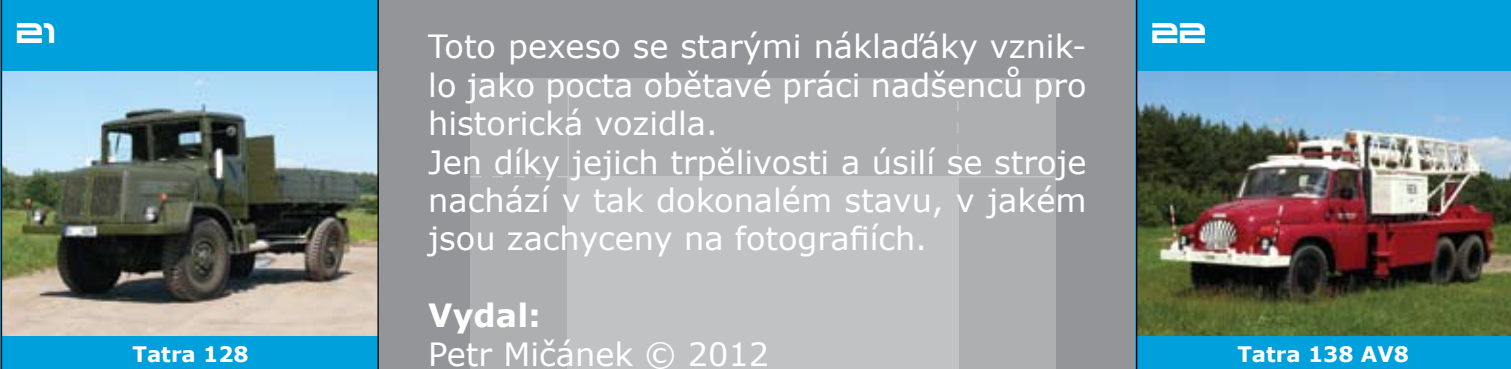 21
Tatra 128
Toto pexeso se starými náklaďáky vznik-
lo jako pocta obětavé práci nadšenců pro
historická vozidla.
Jen díky jejich trpělivosti a úsilí se stroje
nachází v tak dokonalém stavu, v jakém
jsou zachyceny na fotografiích.
Vydal:
Petr Mičánek © 2012
22
Tatra 138 AV8